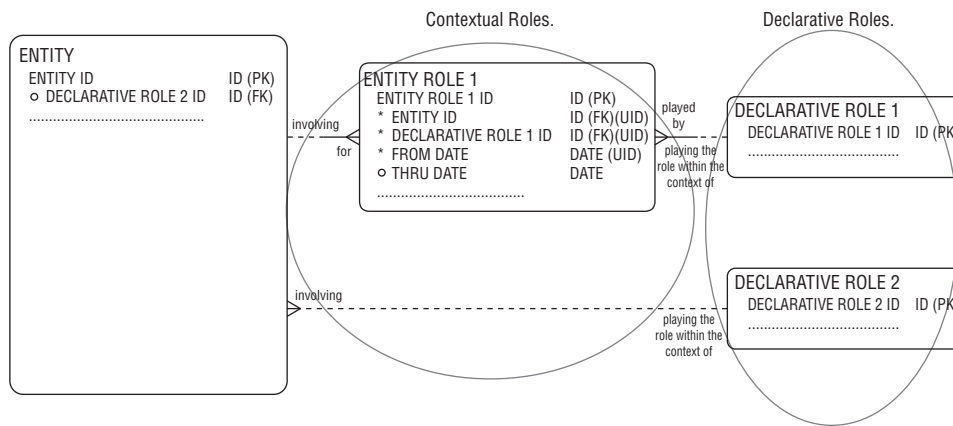 Contextual Roles.
Declarative Roles.
ENTITY
ENTITY ID ID (PK)
DECLARATIVE ROLE 2 ID ID (FK)
............................................
involving
for
ENTITY ROLE 1
ENTITY ROLE 1 ID ID (PK)
* ENTITY ID ID (FK)(UID)
* DECLARATIVE ROLE 1 ID ID (FK)(UID)
* FROM DATE DATE (UID)
THRU DATE DATE
.....................................
played
by
playing the
role within the
context of
DECLARATIVE ROLE 1
DECLARATIVE ROLE 1 ID ID (PK
......................................
involving
playing the
role within the
context of
DECLARATIVE ROLE 2
DECLARATIVE ROLE 2 ID ID (PK
......................................